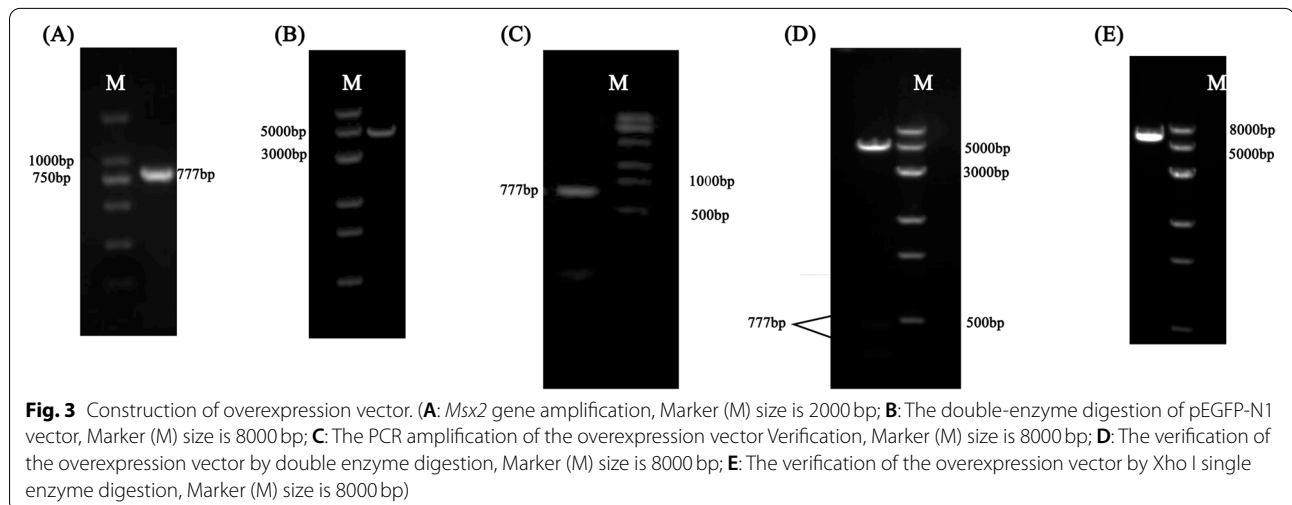 (A)
(B)
(C)
(D)
(E)
M
M
M
M
M
1000bp
750bp
777bp
5000bp
3000bp
777bp
1000bp
500bp
5000bp
3000bp
777bp
500bp
8000bp
5000bp
Fig. 3 Construction of overexpression vector. (A: Msx2 gene amplification, Marker (M) size is 2000 bp; B: The double-enzyme digestion of pEGFP-N1
vector, Marker (M) size is 8000 bp; C: The PCR amplification of the overexpression vector Verification, Marker (M) size is 8000 bp; D: The verification of
the overexpression vector by double enzyme digestion, Marker (M) size is 8000 bp; E: The verification of the overexpression vector by Xho I single
enzyme digestion, Marker (M) size is 8000 bp)